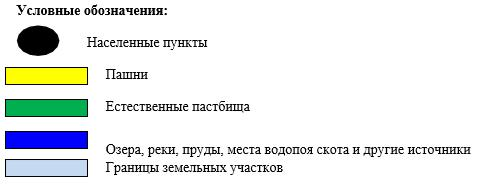 Условные обозначения:
Населенные пункты
Пашни
Естественные пастбища
Озера, реки, пруды, места водопоя скота и другие источники
Границы земельных участков